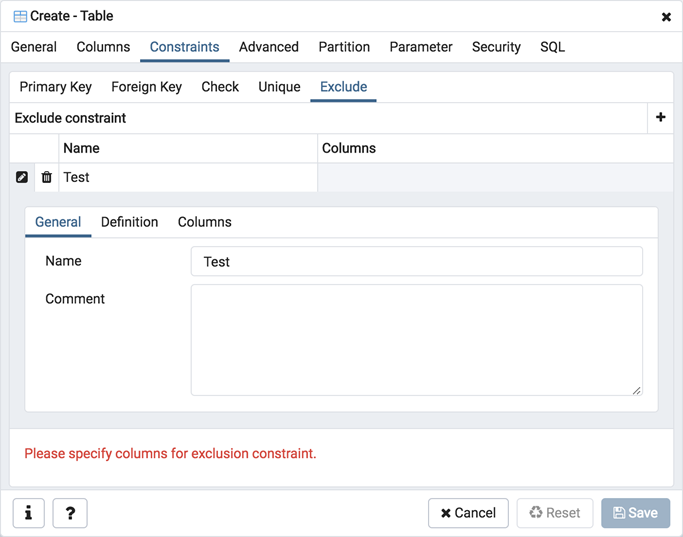 Create - Table
General Columns Constraints Advanced Partition Parameter Security SQL
Primary Key Foreign Key Check Unique Exclude
Exclude constraint
Name Columns
Test
General Definition Columns
Name Test
Comment
Please specify columns for exclusion constraint.
i ? Cancel Reset Save